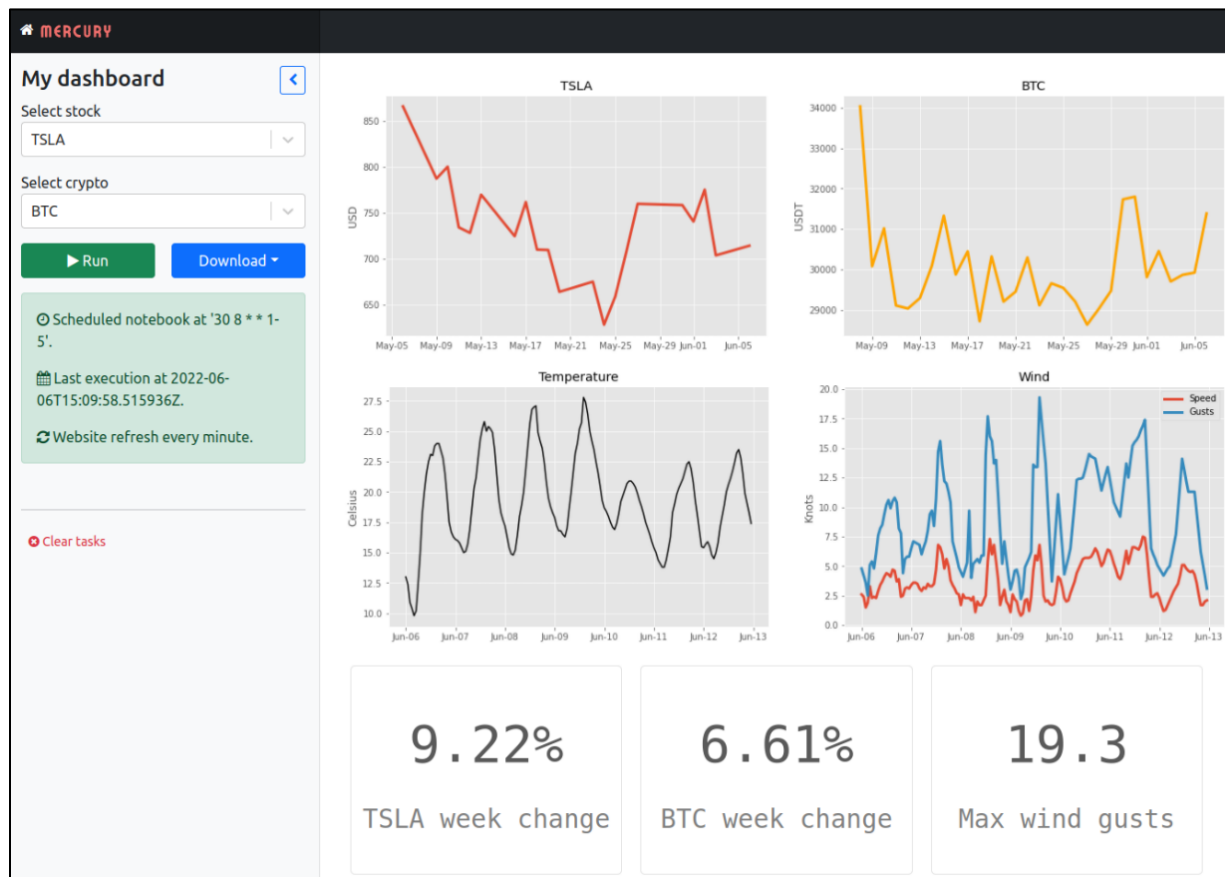 MERCURY
My dashboard
Select stock
TSLA
Select crypto
BTC
Run
Download
Scheduled notebook at '30 8 * * 1-
5'.
Last execution at 2022-06-
06T15:09:58.515936Z.
Website refresh every minute.
Clear tasks
TSLA
850
800
750
700
650
USD
May-05 May-09 May-13 May-17 May-21 May-25 May-29 Jun-01 Jun-05
BTC
34000
33000
32000
31000
30000
29000
USDT
May-09 May-13 May-17 May-21 May-25 May-29 Jun-01 Jun-05
Temperature
27.5
25.0
22.5
20.0
17.5
15.0
12.5
10.0
Celsius
Jun-06 Jun-07 Jun-08 Jun-09 Jun-10 Jun-11 Jun-12 Jun-13
Wind
Speed
Gusts
20.0
17.5
15.0
12.5
10.0
7.5
5.0
2.5
0.0
Knots
Jun-06 Jun-07 Jun-08 Jun-09 Jun-10 Jun-11 Jun-12 Jun-13
9.22%
TSLA week change
6.61%
BTC week change
19.3
Max wind gusts